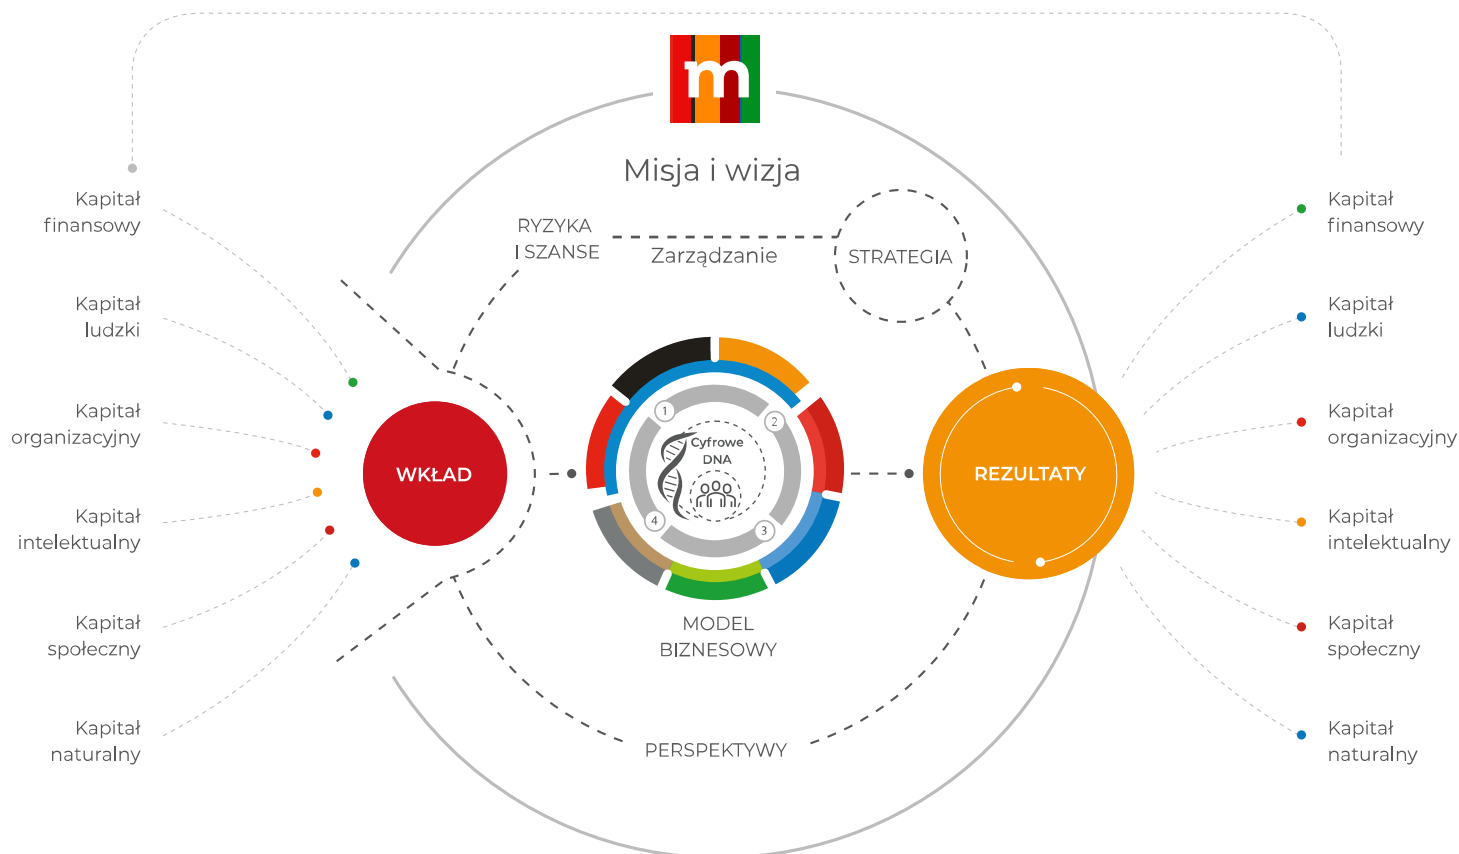 m
Misja i wizja
RYZYKA
I SZANSE
Zarządzanie
STRATEGIA
Kapitał
finansowy
Kapitał
ludzki
Kapitał
organizacyjny
Kapitał
intelektualny
Kapitał
społeczny
Kapitał
naturalny
WKŁAD
1
2
3
4
Cyfrowe
DNA
MODEL
BIZNESOWY
PERSPEKTYWY
REZULTATY
Kapitał
finansowy
Kapitał
ludzki
Kapitał
organizacyjny
Kapitał
intelektualny
Kapitał
społeczny
Kapitał
naturalny